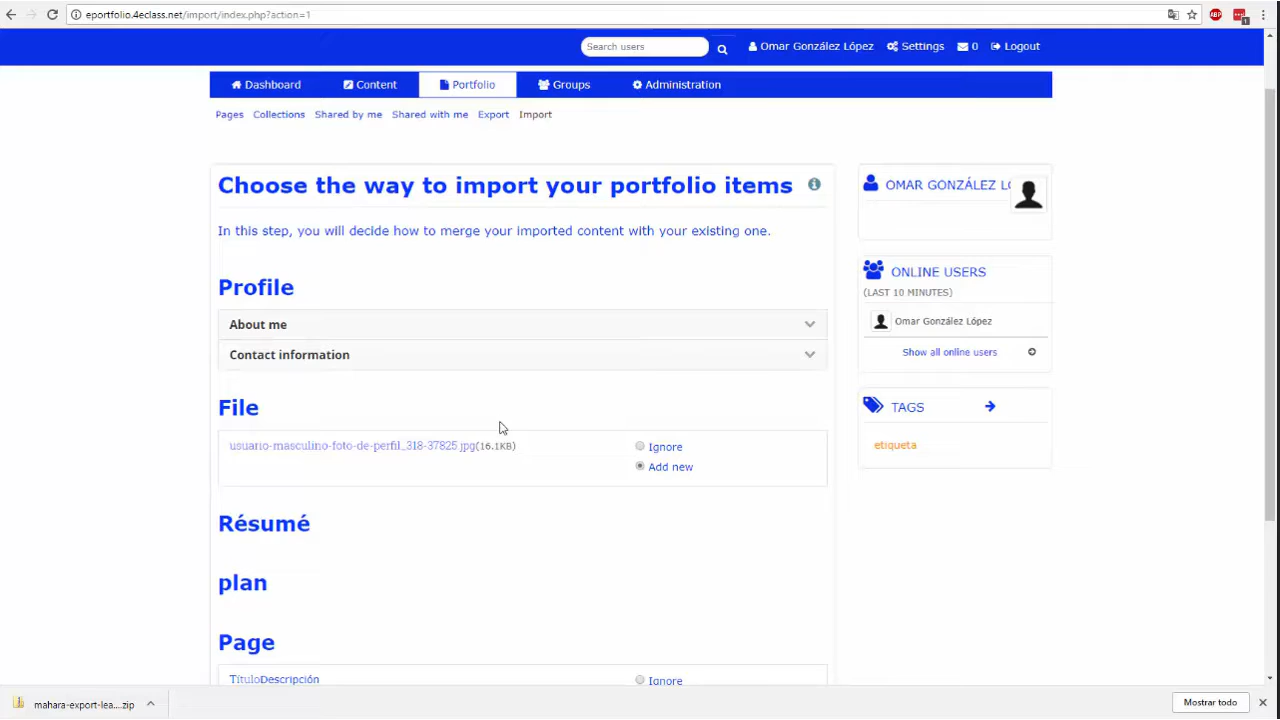 eportfolio.4eclass.net/import/index.php?action=1
ABP
1
Search users
Omar González López
Settings
0
Logout
Dashboard
Content
Portfolio
Groups
Administration
Pages
Collections
Shared by me
Shared with me
Export
Import
Choose the way to import your portfolio items
In this step, you will decide how to merge your imported content with your existing one.
Profile
About me
Contact information
File
usuario-masculino-foto-de-perfil_318-37825.jpg(16.1KB)
Ignore
Add new
Résumé
plan
Page
TítuloDescripción
Ignore
OMAR GONZÁLEZ
ONLINE USERS
(LAST 10 MINUTES)
Omar González López
Show all online users
TAGS
etiqueta
mahara-export-lea....zip
Mostrar todo